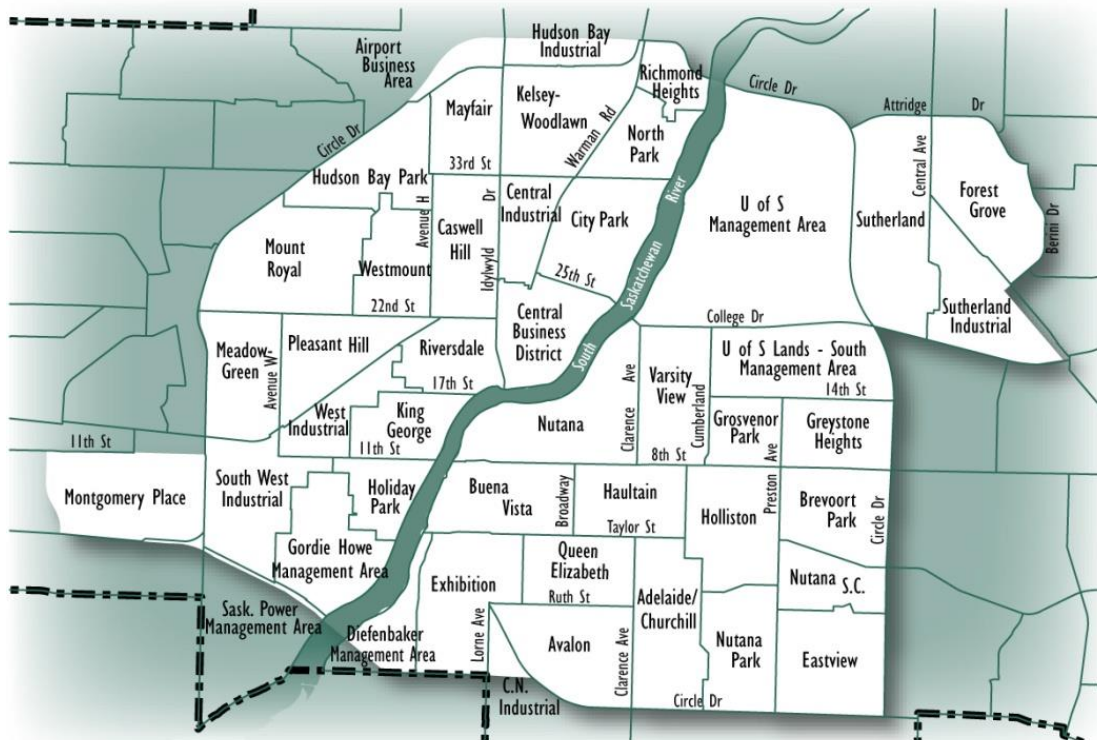 Hudson Bay
Industrial
Airport
Business
Area
Richmond
Heights
Circle Dr
Attridge Dr
Mayfair
Kelsey-
Woodlawn
Warman Rd
North
Park
Circle Dr
33rd St
Hudson Bay Park
Avenue H
Caswell
Hill
Idylwyld Dr
Central
Industrial
City Park
U of S
Management Area
Sutherland
Central Ave
Forest
Grove
Berini Dr
Mount
Royal
Westmount
22nd St
25th St
South Saskatchewan River
Central
Business
District
College Dr
Sutherland
Industrial
Meadow-
Green
Avenue W
Pleasant Hill
Riversdale
17th St
Clarence Ave
Varsity
View
Cumberland
U of S Lands - South
Management Area
14th St
West
Industrial
King
George
11th St
Nutana
8th St
Grosvenor
Park
Preston Ave
Greystone
Heights
11th St
Montgomery Place
South West
Industrial
Holiday
Park
Buena
Vista
Broadway
Haultain
Taylor St
Holliston
Brevoort
Park
Circle Dr
Gordie Howe
Management Area
Exhibition
Queen
Elizabeth
Ruth St
Adelaide/
Churchill
Nutana
S.C.
Sask. Power
Management Area
Diefenbaker
Management Area
Lorne Ave
Avalon
Clarence Ave
Nutana
Park
Eastview
C.N.
Industrial
Circle Dr